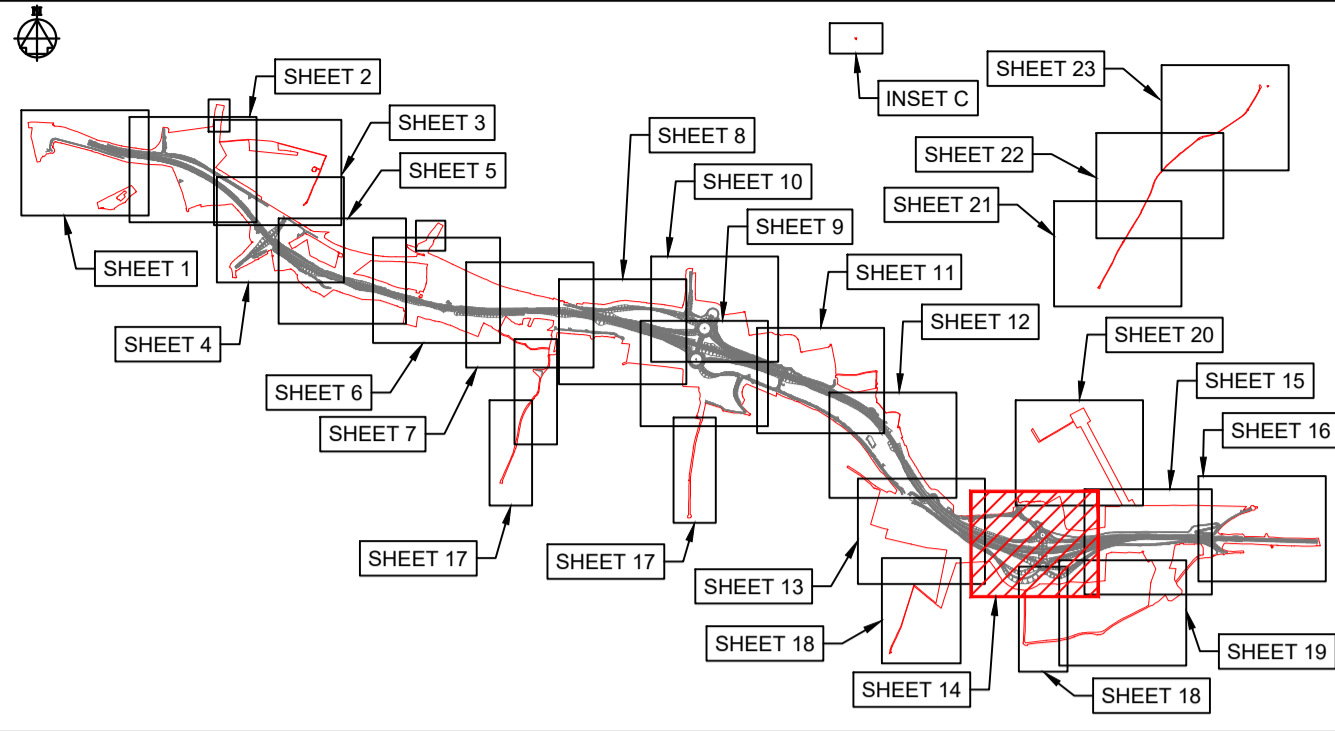 SHEET 2
INSET C
SHEET 23
SHEET 3
SHEET 8
SHEET 22
SHEET 5
SHEET 10
SHEET 21
SHEET 9
SHEET 1
SHEET 11
SHEET 12
SHEET 4
SHEET 20
SHEET 15
SHEET 6
SHEET 7
SHEET 16
SHEET 17
SHEET 17
SHEET 13
SHEET 18
SHEET 19
SHEET 14
SHEET 18